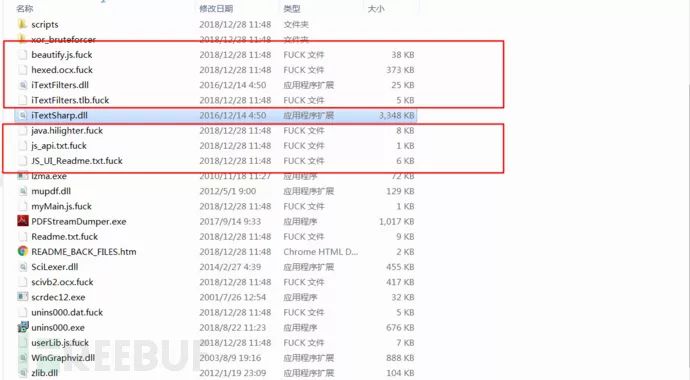 名称 修改日期 类型 大小
scripts 2018/12/28 11:48 文件夹
xor_bruteforcer 2018/12/28 11:48 文件夹
beautify.js.fuck 2018/12/28 11:48 FUCK 文件 38 KB
hexed.ocx.fuck 2018/12/28 11:48 FUCK 文件 373 KB
iTextFilters.dll 2016/12/14 4:50 应用程序扩展 25 KB
iTextFilters.tlb.fuck 2018/12/28 11:48 FUCK 文件 5 KB
iTextSharp.dll 2016/12/14 4:50 应用程序扩展 3,348 KB
java.hilighter.fuck 2018/12/28 11:48 FUCK 文件 8 KB
js_api.txt.fuck 2018/12/28 11:48 FUCK 文件 1 KB
JS_UI_Readme.txt.fuck 2018/12/28 11:48 FUCK 文件 6 KB
lzma.exe 2010/11/18 11:27 应用程序 72 KB
mupdf.dll 2012/5/1 9:00 应用程序扩展 129 KB
myMain.js.fuck 2018/12/28 11:48 FUCK 文件 1 KB
PDFStreamDumper.exe 2017/9/14 9:33 应用程序 1,017 KB
Readme.txt.fuck 2018/12/28 11:48 FUCK 文件 9 KB
README_BACK_FILES.htm 2018/12/28 11:48 Chrome HTML D... 2 KB
SciLexer.dll 2014/2/27 4:39 应用程序扩展 455 KB
scivb2.ocx.fuck 2018/12/28 11:48 FUCK 文件 417 KB
scrdec12.exe 2001/7/26 12:54 应用程序 32 KB
unins000.dat.fuck 2018/12/28 11:48 FUCK 文件 5 KB
unins000.exe 2018/8/22 11:23 应用程序 676 KB
userLib.js.fuck 2018/12/28 11:48 FUCK 文件 4 KB
WinGraphviz.dll 2003/8/9 19:16 应用程序扩展 888 KB
zlib.dll 2012/1/19 23:09 应用程序扩展 104 KB
REEBUF